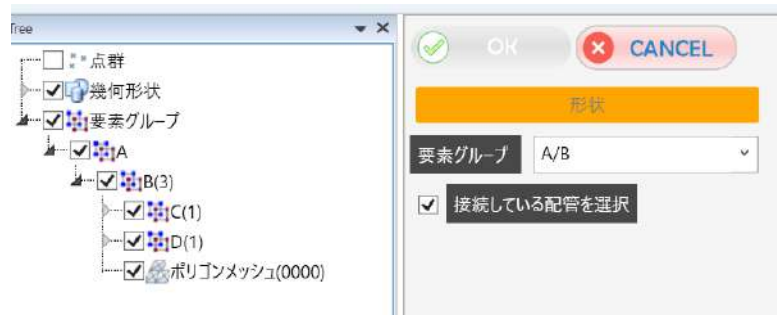 Tree
点群
幾何形状
要素グループ
A
B(3)
C(1)
D(1)
ポリゴンメッシュ(0000)
OK
CANCEL
形状
要素グループ
A/B
接続している配管を選択